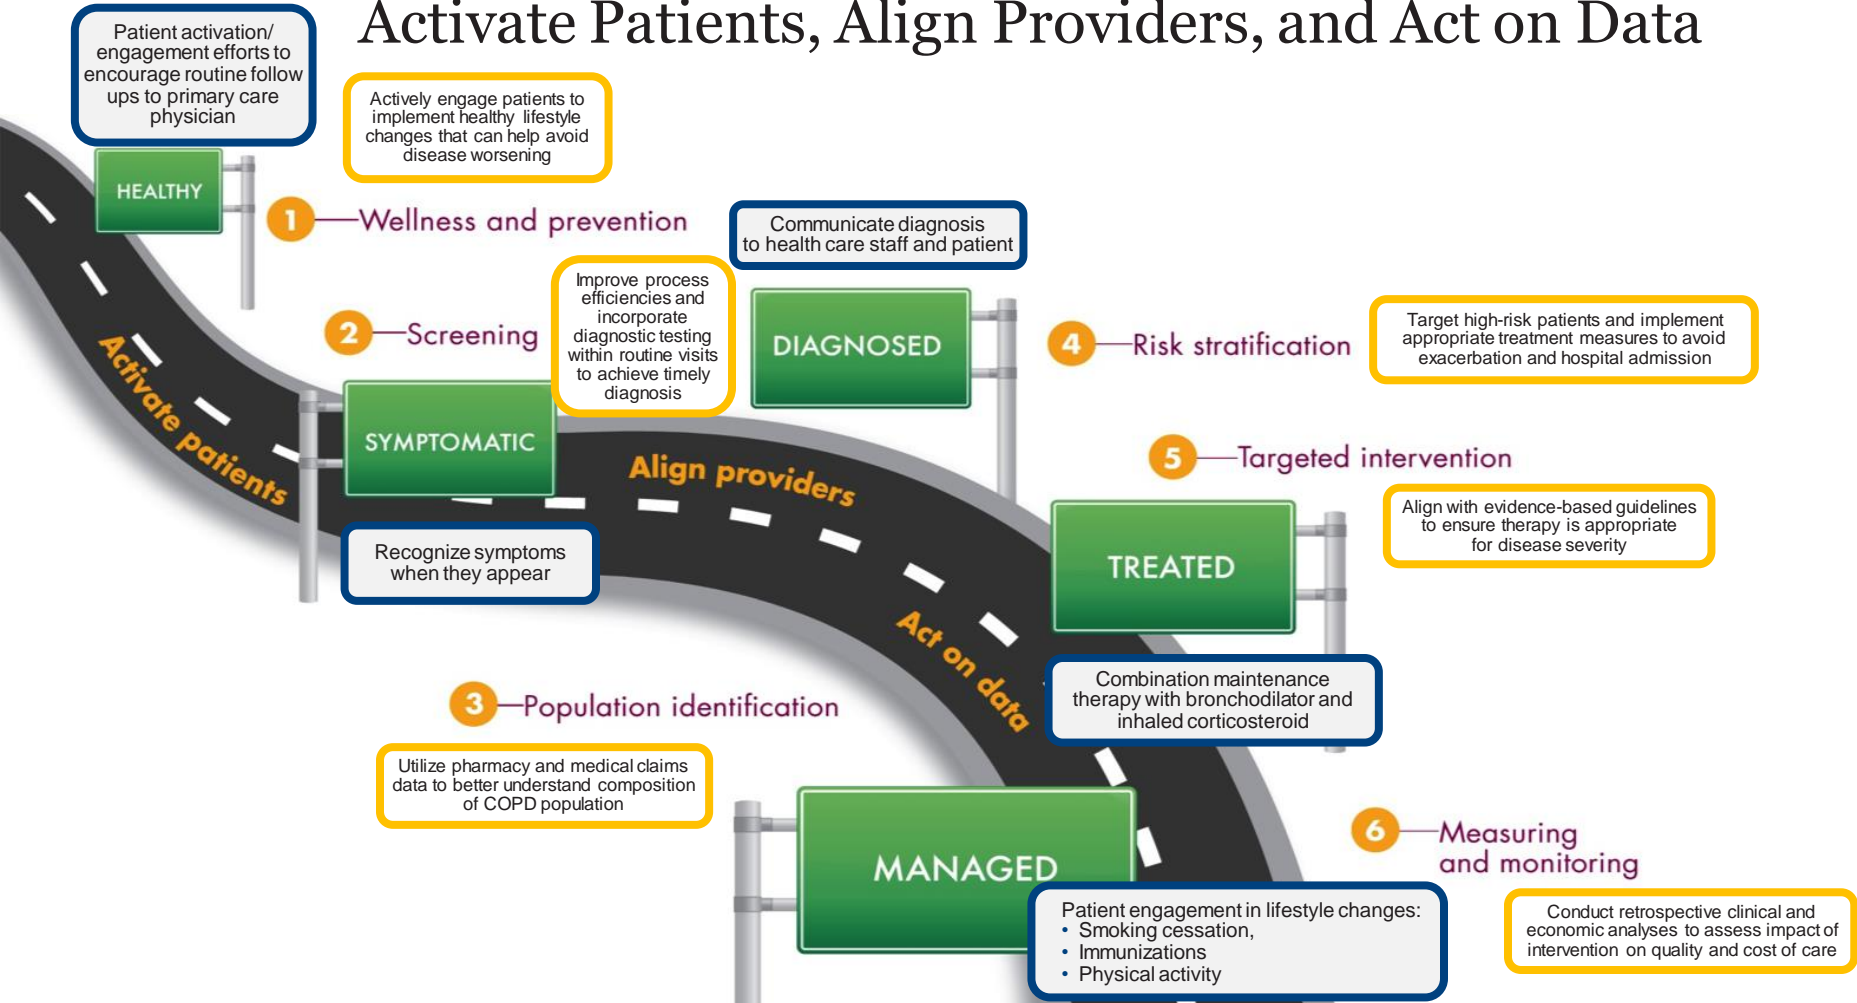 Activate Patients, Align Providers, and Act on Data
Patient activation/
engagement efforts to
encourage routine follow
ups to primary care
physician
Actively engage patients to
implement healthy lifestyle
changes that can help avoid
disease worsening
HEALTHY
1 Wellness and prevention
Communicate diagnosis
to health care staff and patient
2 Screening
Improve process
efficiencies and
incorporate
diagnostic testing
within routine visits
to achieve timely
diagnosis
DIAGNOSED
4 Risk stratification
Target high-risk patients and implement
appropriate treatment measures to avoid
exacerbation and hospital admission
Activate patients
SYMPTOMATIC
Align providers
5 Targeted intervention
Align with evidence-based guidelines
to ensure therapy is appropriate
for disease severity
Recognize symptoms
when they appear
TREATED
Act on data
Combination maintenance
therapy with bronchodilator and
inhaled corticosteroid
3 Population identification
Utilize pharmacy and medical claims
data to better understand composition
of COPD population
MANAGED
6 Measuring
and monitoring
Patient engagement in lifestyle changes:
• Smoking cessation,
• Immunizations
• Physical activity
Conduct retrospective clinical and
economic analyses to assess impact of
intervention on quality and cost of care